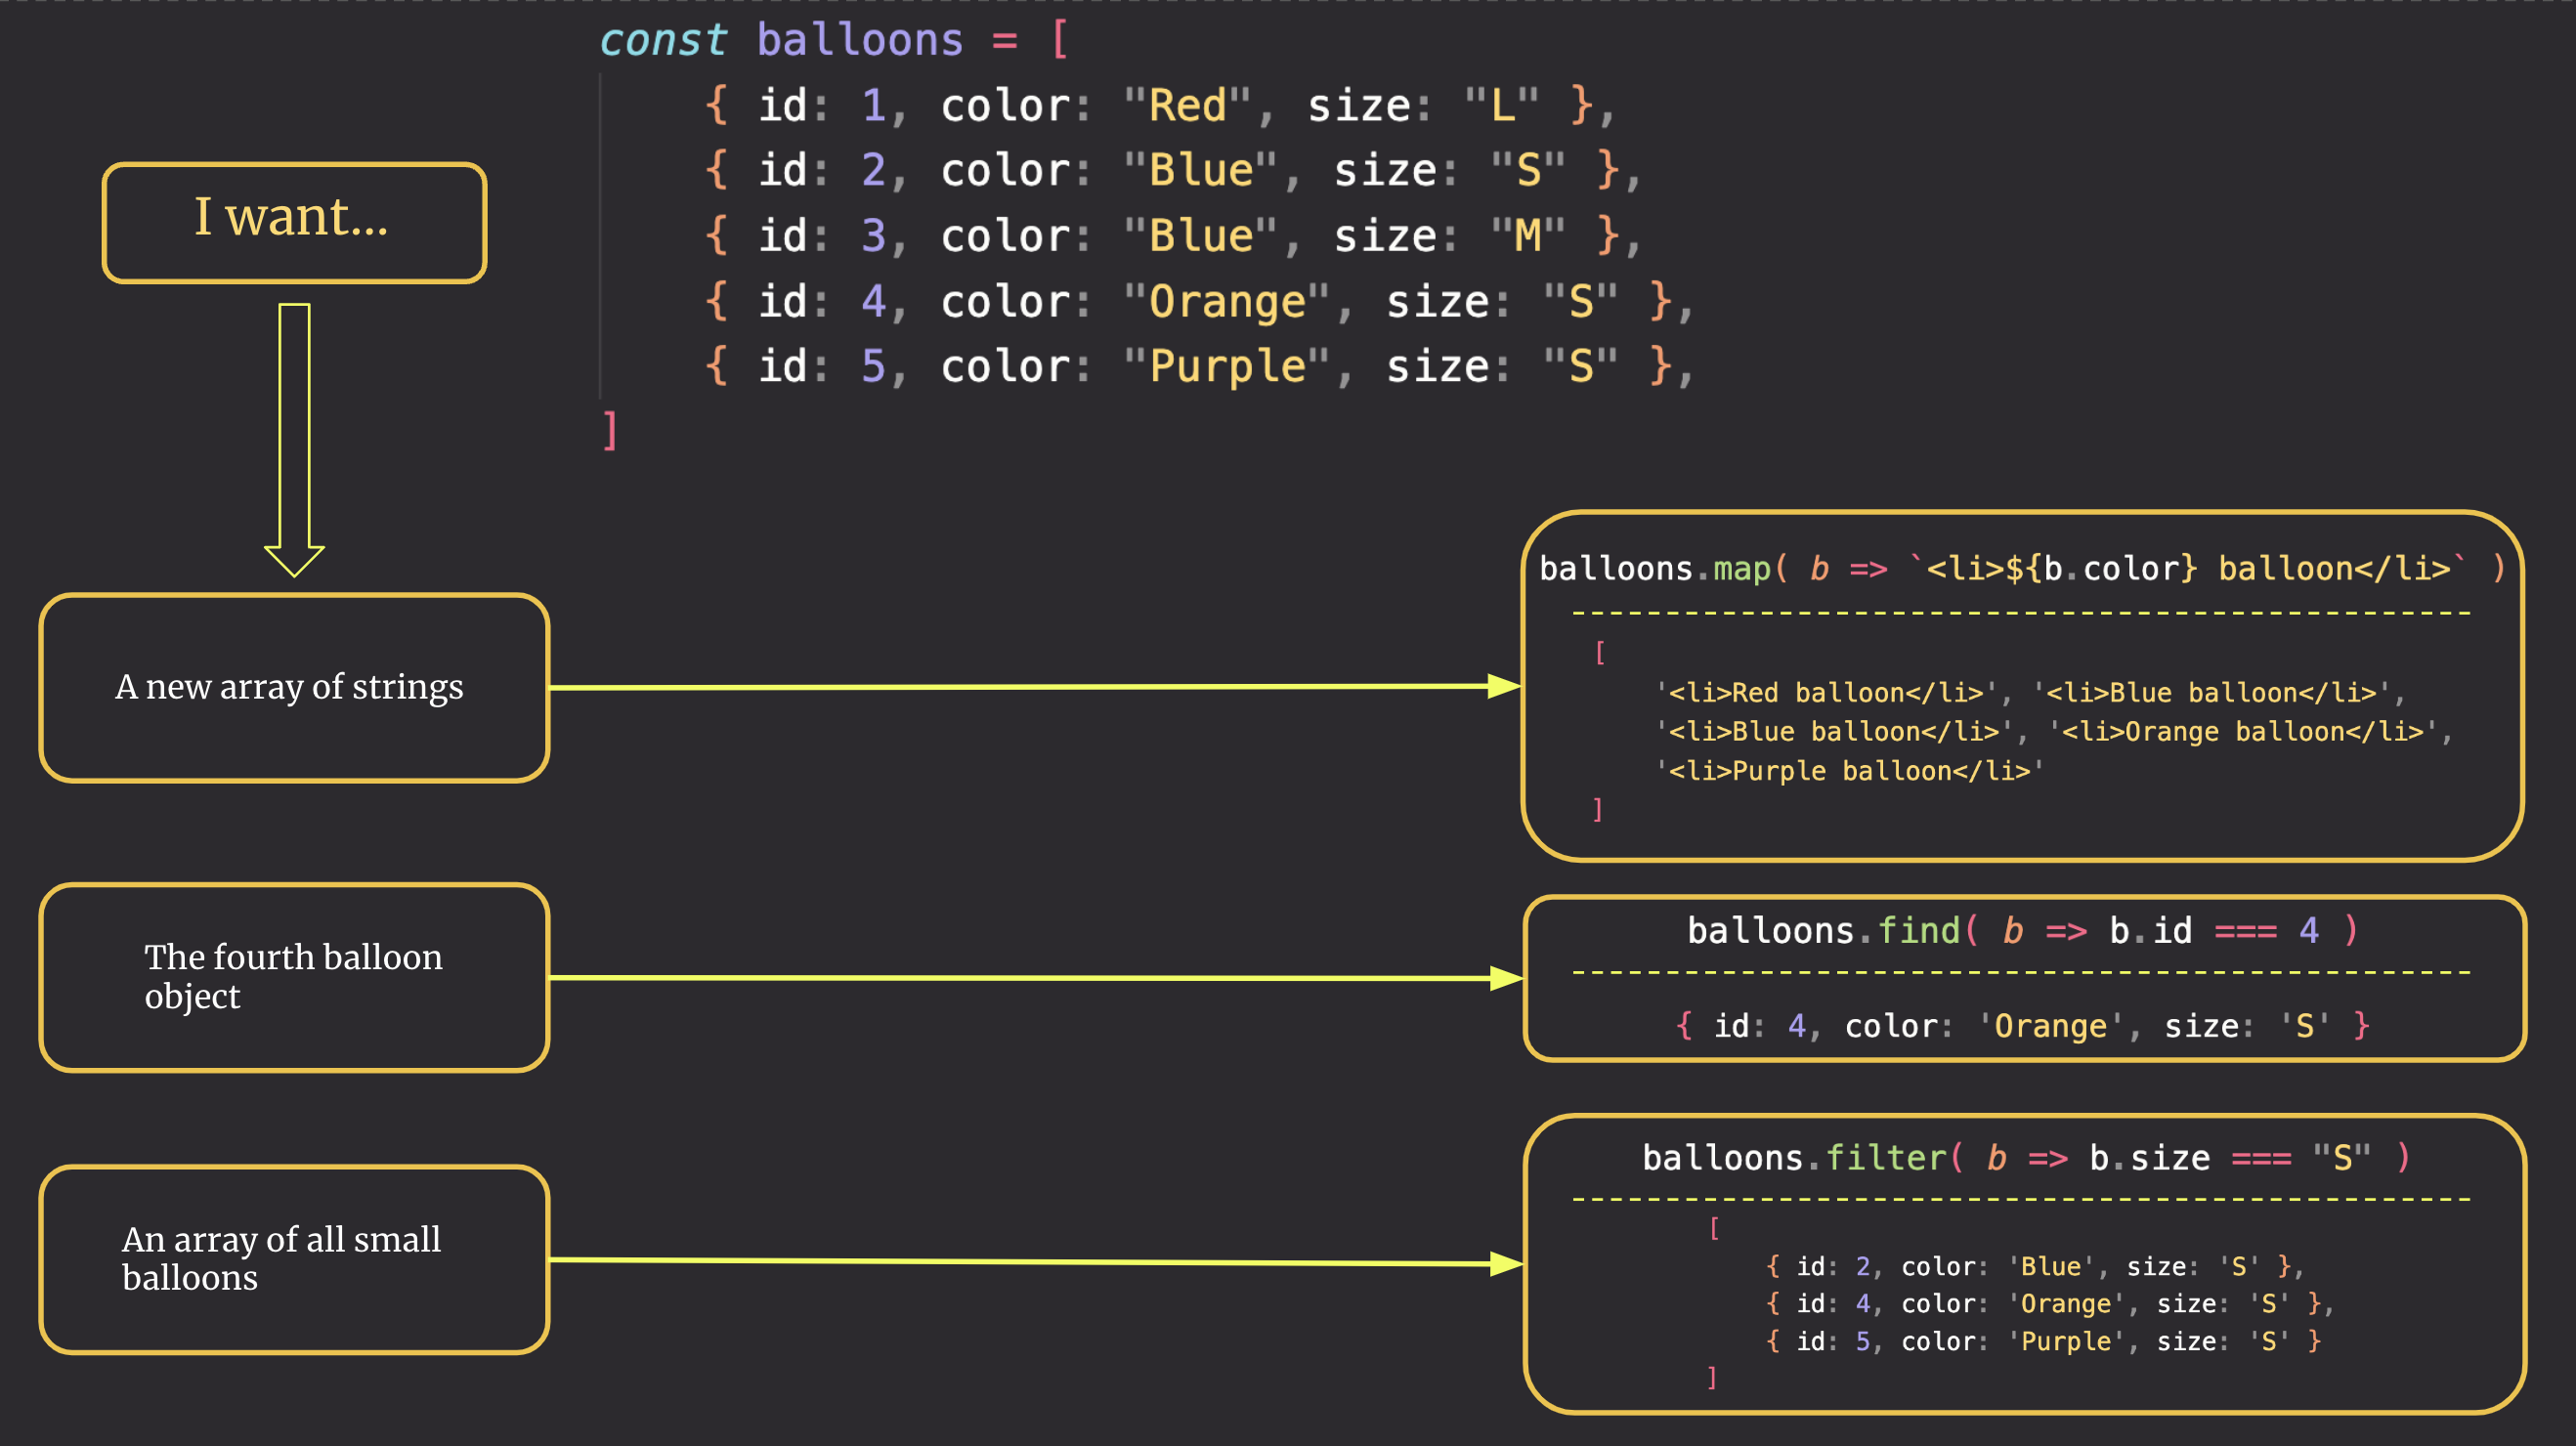 const balloons = [
{ id: 1, color: "Red", size: "L" },
{ id: 2, color: "Blue", size: "S" },
{ id: 3, color: "Blue", size: "M" },
{ id: 4, color: "Orange", size: "S" },
{ id: 5, color: "Purple", size: "S" },
]
I want...
A new array of strings
balloons.map( b => `<li>${b.color} balloon</li>` )
[
'<li>Red balloon</li>', '<li>Blue balloon</li>',
'<li>Blue balloon</li>', '<li>Orange balloon</li>',
'<li>Purple balloon</li>'
]
The fourth balloon
object
balloons.find( b => b.id === 4 )
{ id: 4, color: 'Orange', size: 'S' }
An array of all small
balloons
balloons.filter( b => b.size === "S" )
[
{ id: 2, color: 'Blue', size: 'S' },
{ id: 4, color: 'Orange', size: 'S' },
{ id: 5, color: 'Purple', size: 'S' }
]